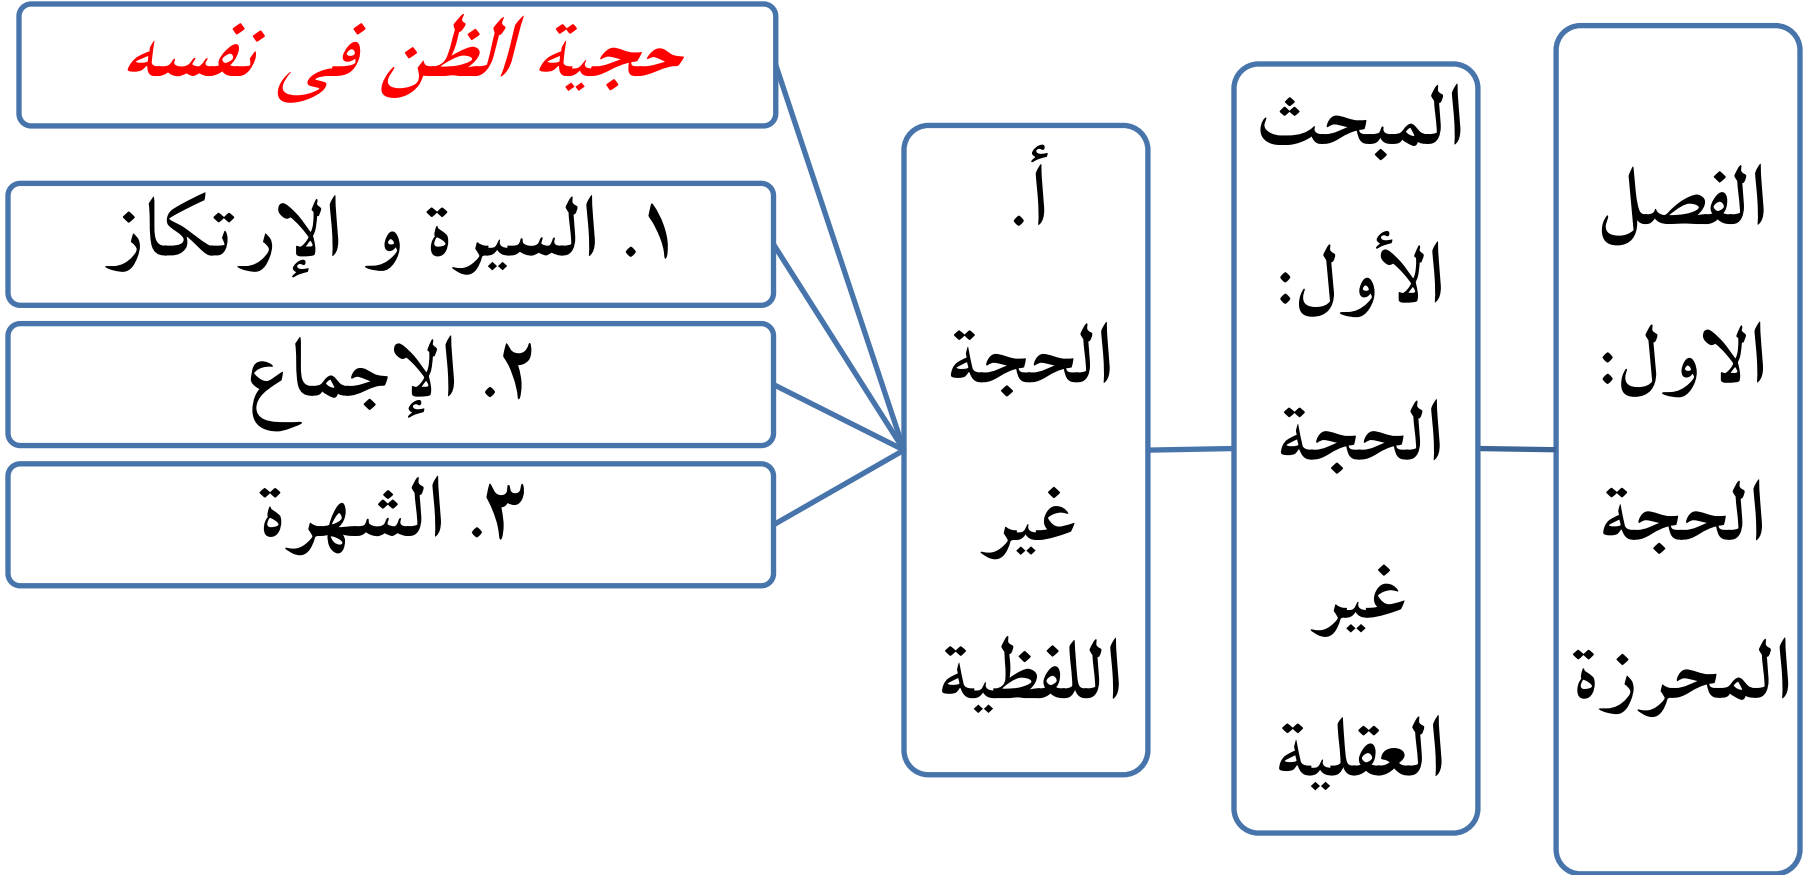 الفصل
الاول:
الحجة
المحرزة
المبحث
الأول:
الحجة
غير
العقلية
أ.
الحجة
غير
اللفظية
حجية الظن فى نفسه
١. السيرة و الإرتكاز
٢. الإجماع
٣. الشهرة